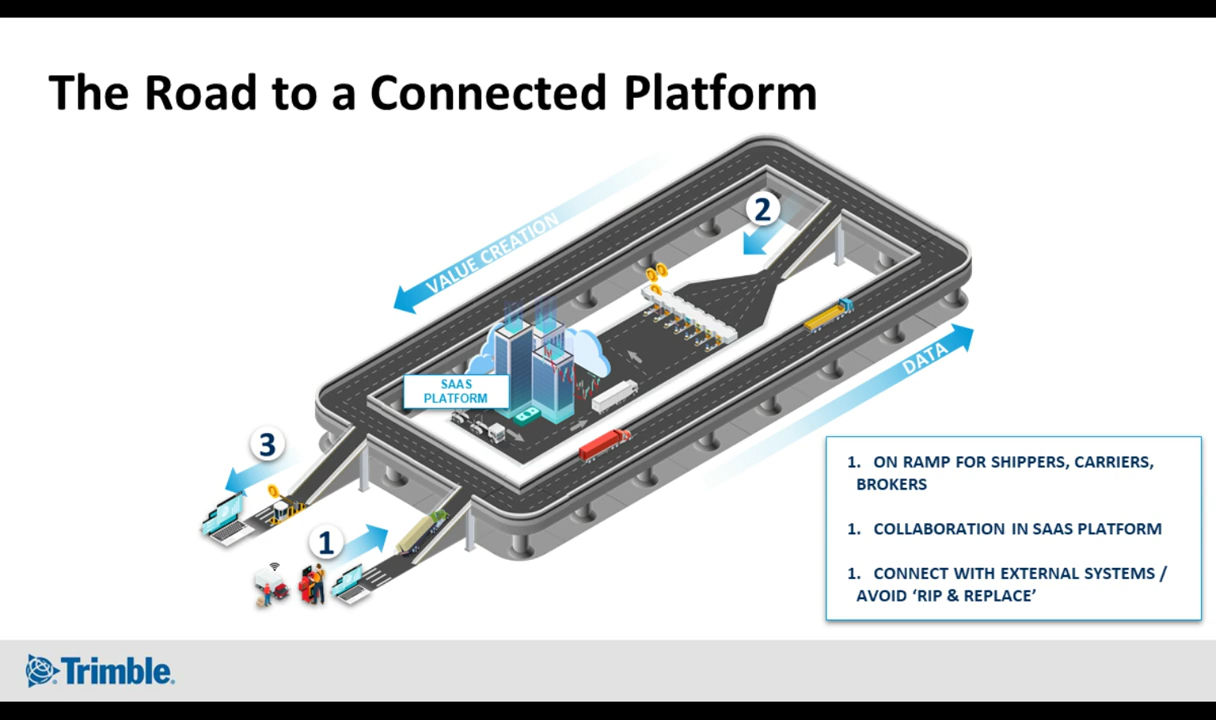 The Road to a Connected Platform
2
VALUE CREATION
SAAS
PLATFORM
DATA
3
1
1. ON RAMP FOR SHIPPERS, CARRIERS,
BROKERS
1. COLLABORATION IN SAAS PLATFORM
1. CONNECT WITH EXTERNAL SYSTEMS /
AVOID ‘RIP & REPLACE’
Trimble